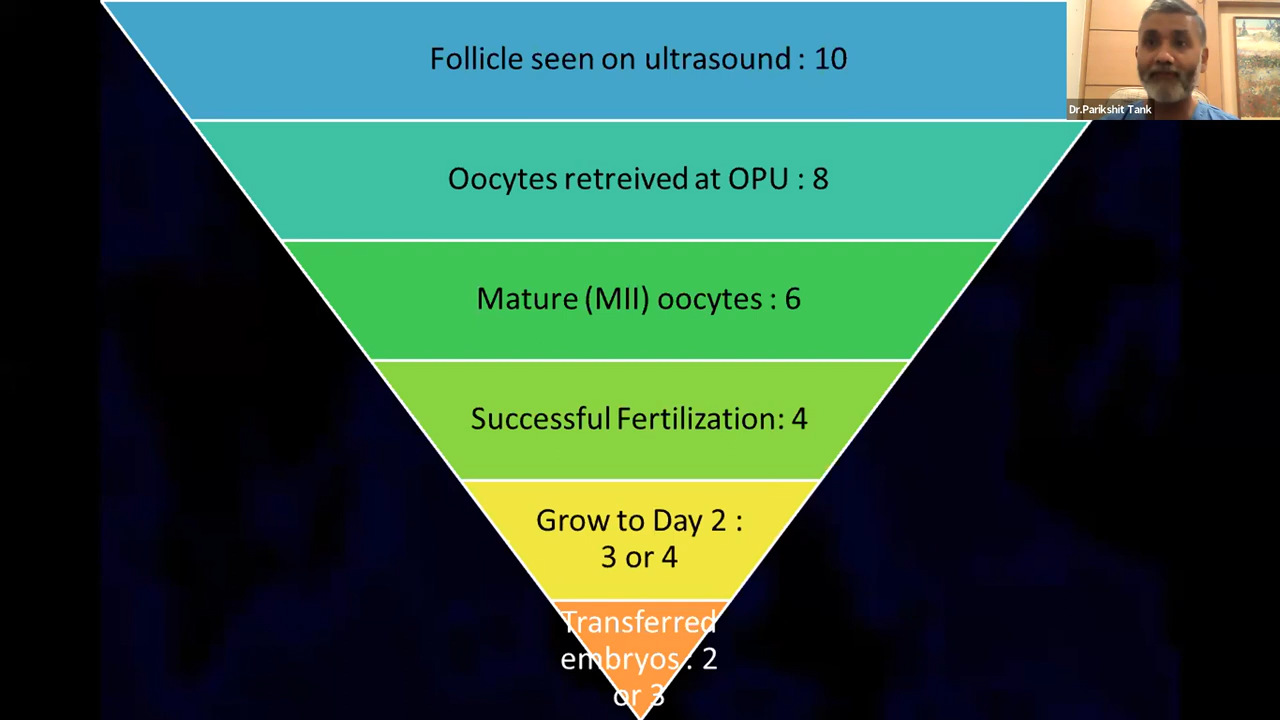 Follicle seen on ultrasound : 10
Dr.Parikshit Tank
Oocytes retreived at OPU : 8
Mature (MII) oocytes : 6
Successful Fertilization: 4
Grow to Day 2 :
3 or 4
Transferred
embryos : 2
or 3